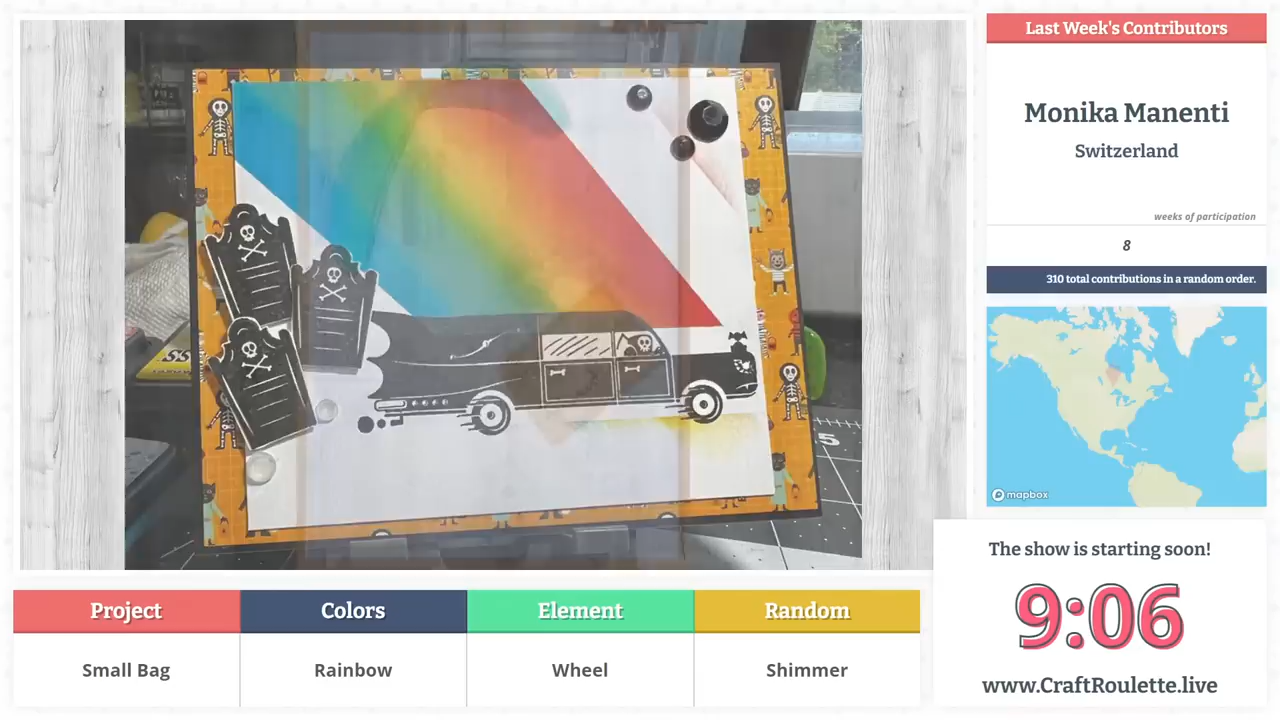 Last Week's Contributors
Monika Manenti
Switzerland
weeks of participation
8
310 total contributions in a random order.
mapbox
The show is starting soon!
9:06
www.CraftRoulette.live
Project
Colors
Element
Random
Small Bag
Rainbow
Wheel
Shimmer